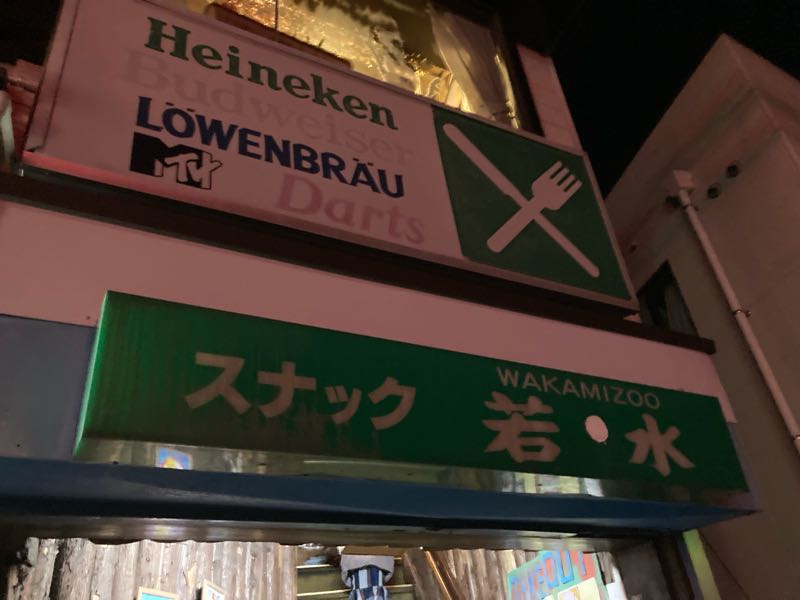 Heineken
Budweiser
LÖWENBRÄU
MTV
Darts
スナック
WAKAMIZOO
若水